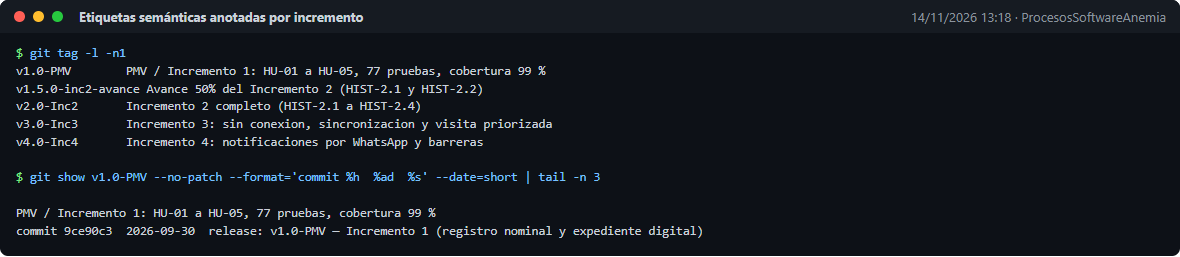 Etiquetas semánticas anotadas por incremento
14/11/2026 13:18 · ProcesosSoftwareAnemia
$ git tag -l -n1
v1.0-PMV        PMV / Incremento 1: HU-01 a HU-05, 77 pruebas, cobertura 99 %
v1.5.0-inc2-avance Avance 50% del Incremento 2 (HIST-2.1 y HIST-2.2)
v2.0-Inc2       Incremento 2 completo (HIST-2.1 a HIST-2.4)
v3.0-Inc3       Incremento 3: sin conexion, sincronizacion y visita priorizada
v4.0-Inc4       Incremento 4: notificaciones por WhatsApp y barreras
$ git show v1.0-PMV --no-patch --format='commit %h  %ad  %s' --date=short | tail -n 3
PMV / Incremento 1: HU-01 a HU-05, 77 pruebas, cobertura 99 %
commit 9ce90c3  2026-09-30  release: v1.0-PMV — Incremento 1 (registro nominal y expediente digital)